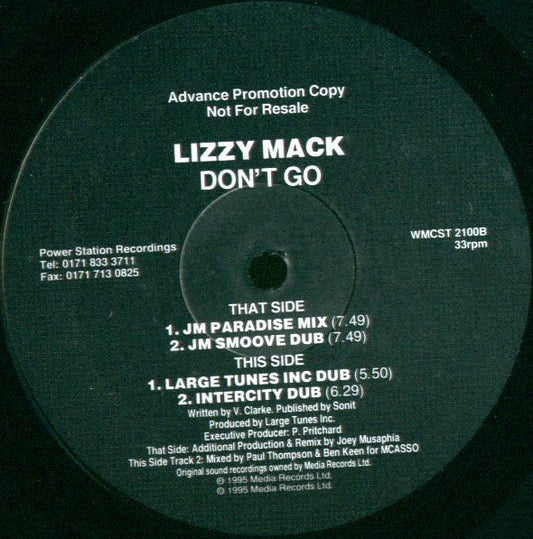 Advance Promotion Copy
Not For Resale
LIZZY MACK
DON'T GO
Power Station Recordings
Tel: 0171 833 3711
Fax: 0171 713 0825
WMCST 2100B
33rpm
THAT SIDE
1. JM PARADISE MIX (7.49)
2. JM SMOOVE DUB (7.49)
THIS SIDE
1. LARGE TUNES INC DUB (5.50)
2. INTERCITY DUB (6.29)
Written by V. Clarke. Published by Sonit
Produced by Large Tunes Inc.
Executive Producer: P. Pritchard
That Side: Additional Production & Remix by Joey Musaphia
This Side Track 2: Mixed by Paul Thompson & Ben Keen for MCASSO
Original sound recordings owned by Media Records Ltd.
℗ 1995 Media Records Ltd.
© 1995 Media Records Ltd.